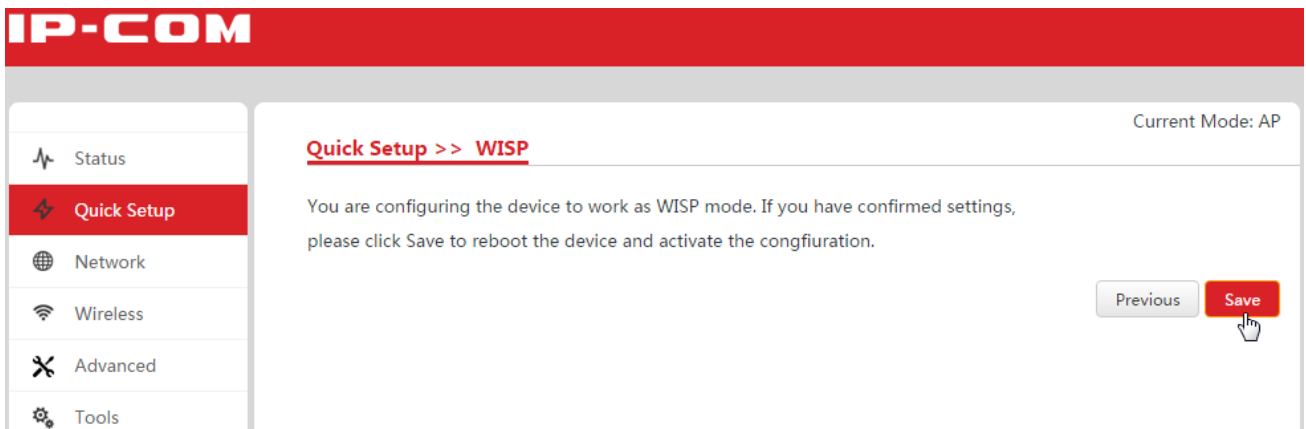 IP-COM
Current Mode: AP
Quick Setup >> WISP
Status
Quick Setup
Network
Wireless
Advanced
Tools
You are configuring the device to work as WISP mode. If you have confirmed settings,
please click Save to reboot the device and activate the congfiuration.
Previous
Save